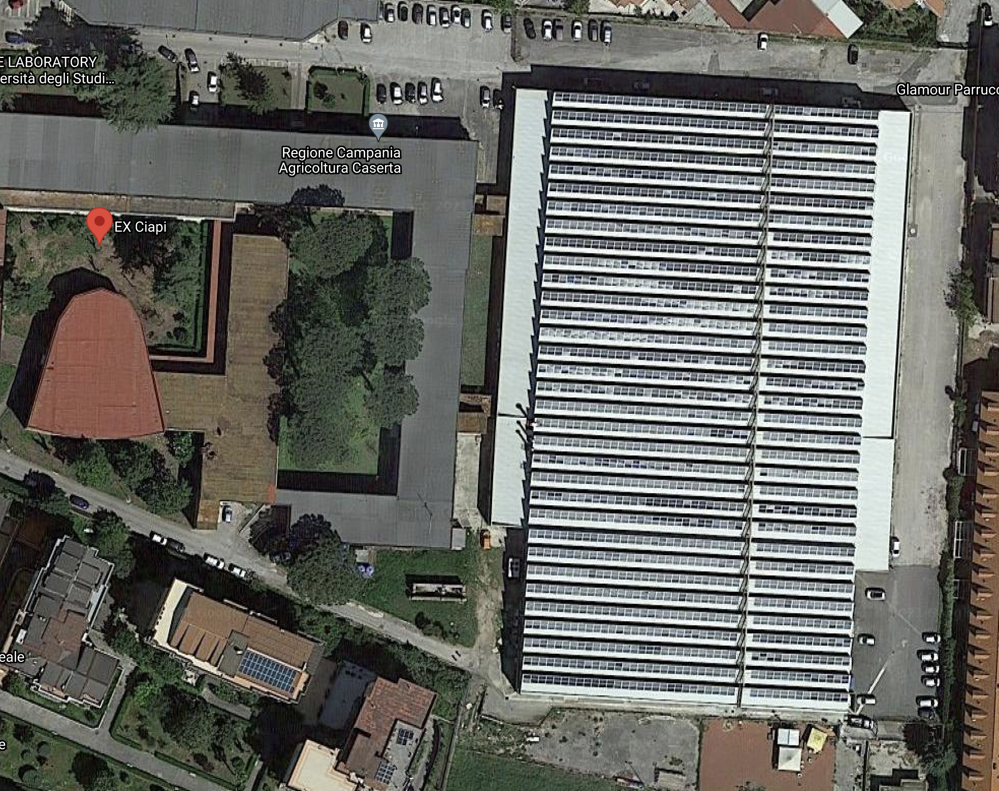 E LABORATORY
ersità degli Studi...
Glamour Parrucc
Regione Campania
Agricoltura Caserta
EX Ciapi
eale
e